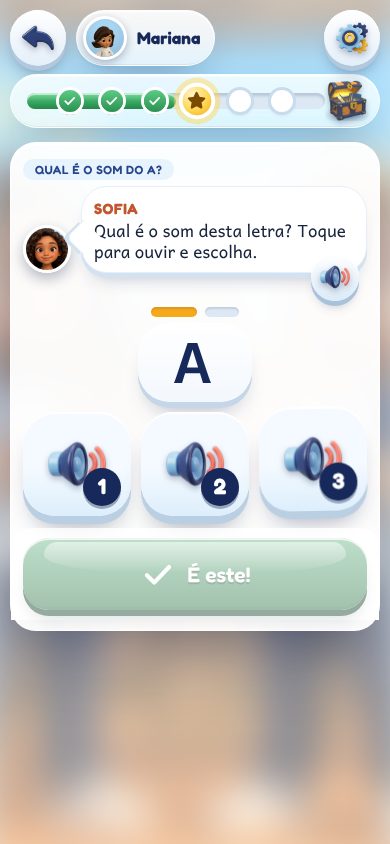 Mariana
QUAL É O SOM DO A?
SOFIA
Qual é o som desta letra? Toque
para ouvir e escolha.
A
1
2
3
É este!